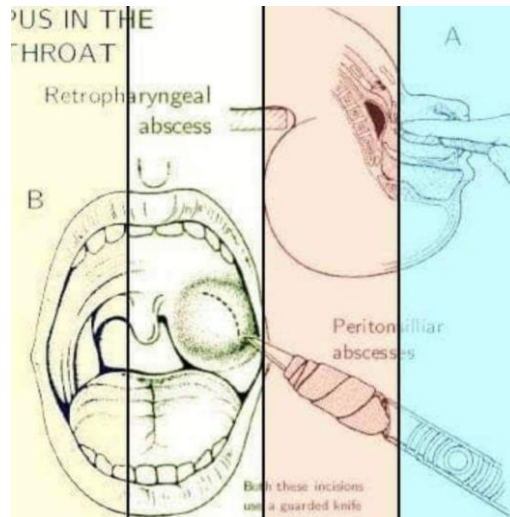 PUS IN THE
THROAT
A
Retropharyngeal
abscess
B
Peritonsilliar
abscesses
Both these incisions
use a guarded knife